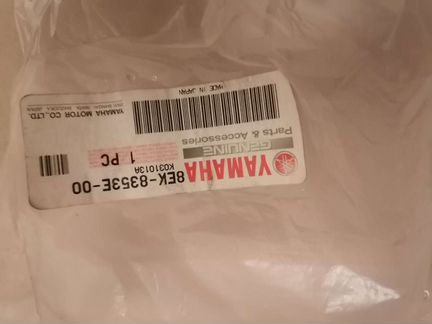 8EK-8353E-00
K031013A
1 PC
YAMAHA
GENUINE
Parts & Accessories
MADE IN JAPAN
YAMAHA MOTOR CO.,LTD.